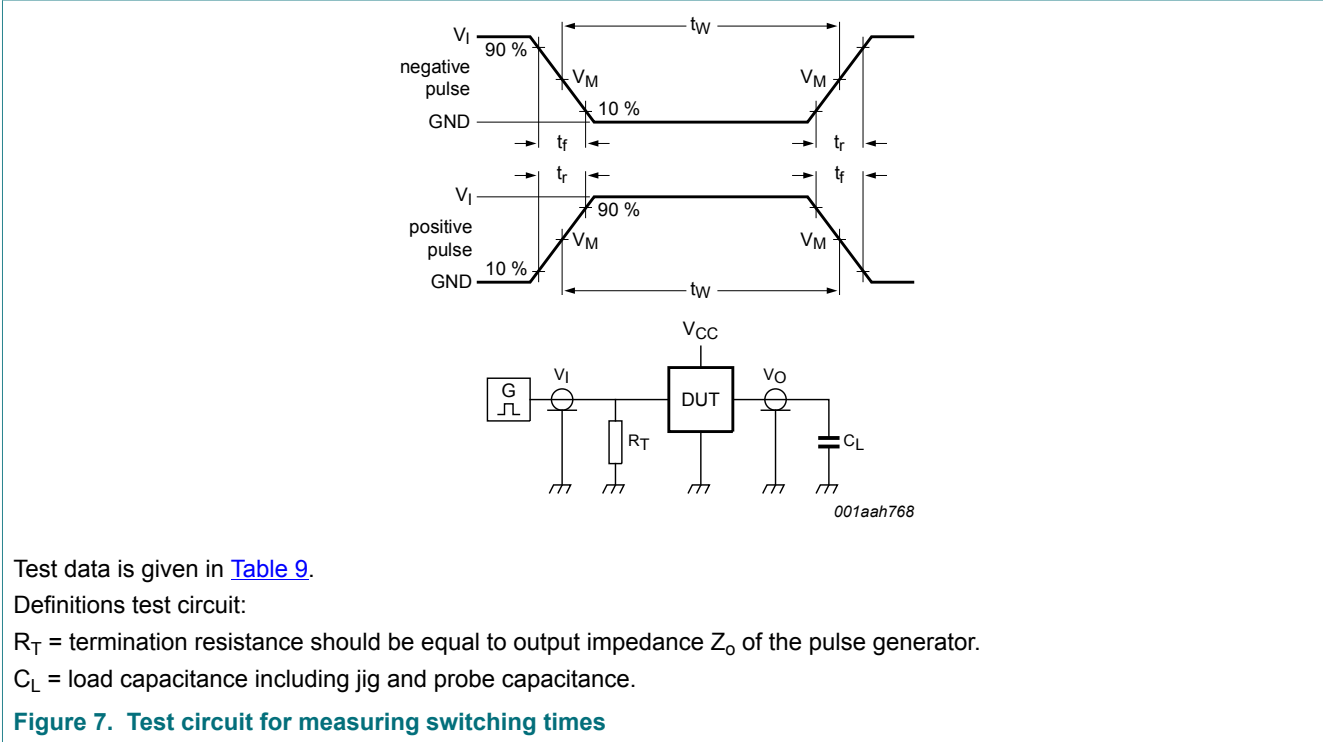 tW
VI
90 %
negative
pulse
VM
VM
10 %
GND
tf
tr
tr
tf
VI
90 %
positive
pulse
VM
VM
10 %
GND
tW
VCC
G
VI
DUT
VO
RT
CL
001aah768
Test data is given in Table 9.
Definitions test circuit:
RT = termination resistance should be equal to output impedance Zo of the pulse generator.
CL = load capacitance including jig and probe capacitance.
Figure 7. Test circuit for measuring switching times